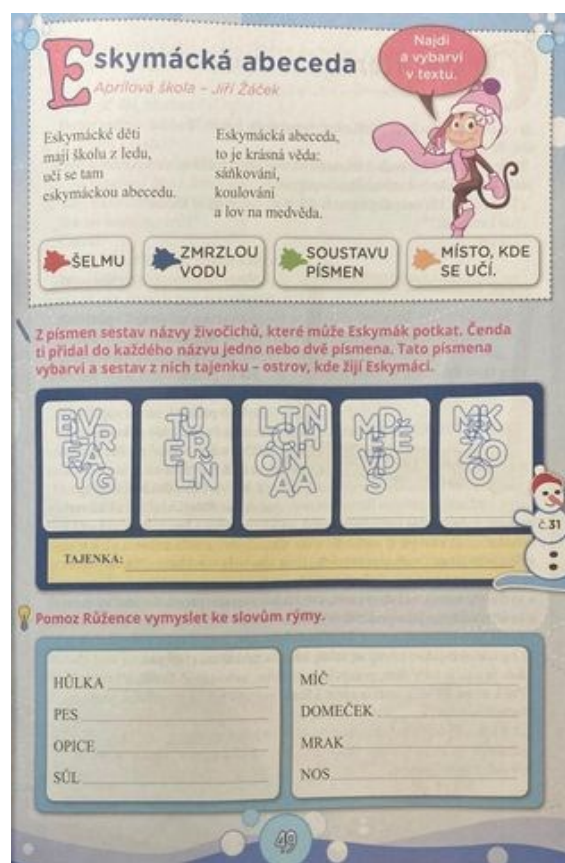 Eskymácká abeceda
Aprílová škola – Jiří Žáček
Najdi
a vybarvi
v textu.
Eskymácké děti
mají školu z ledu,
učí se tam
eskymáckou abecedu.
Eskymácká abeceda,
to je krásná věda:
sáňkování,
koulování
a lov na medvěda.
ŠELMU
ZMRZLOU
VODU
SOUSTAVU
PÍSMEN
MÍSTO, KDE
SE UČÍ.
Z písmen sestav názvy živočichů, které může Eskymák potkat. Čenda
ti přidal do každého názvu jedno nebo dvě písmena. Tato písmena
vybarvi a sestav z nich tajenku – ostrov, kde žijí Eskymáci.
č.31
TAJENKA:
Pomoz Růžence vymyslet ke slovům rýmy.
HŮLKA
PES
OPICE
SŮL
MÍČ
DOMEČEK
MRAK
NOS
49